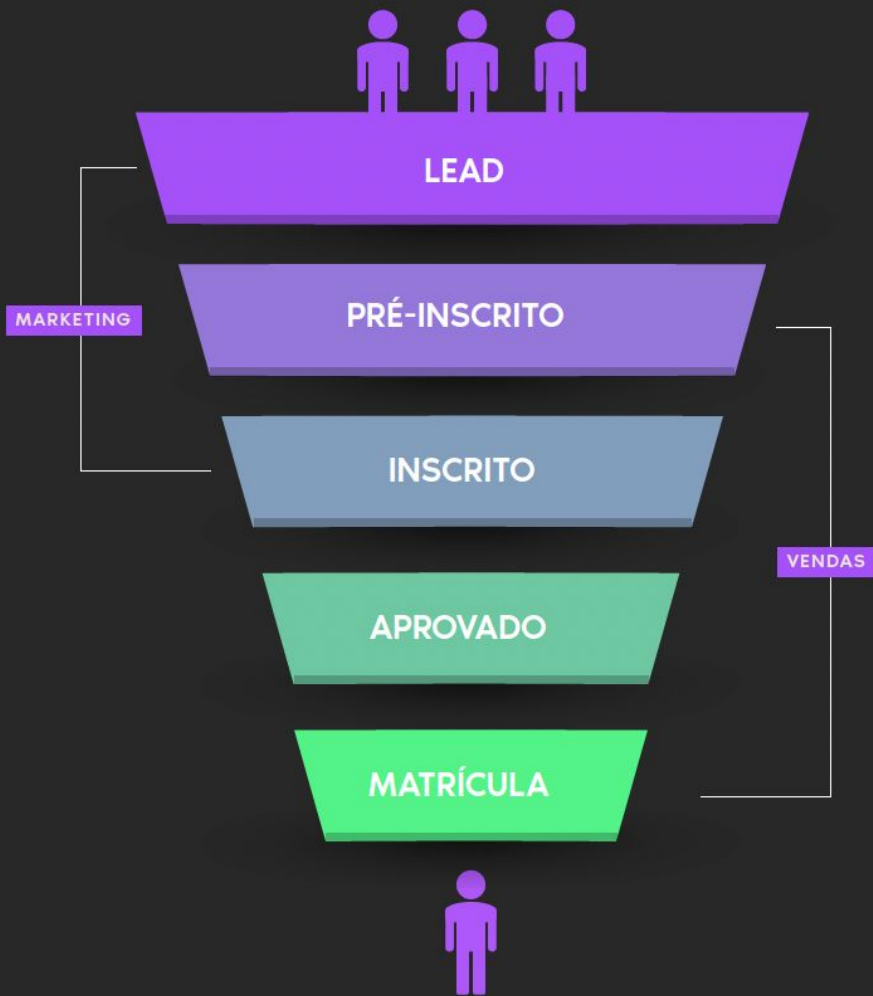 LEAD
PRÉ-INSCRITO
MARKETING
INSCRITO
VENDAS
APROVADO
MATRÍCULA